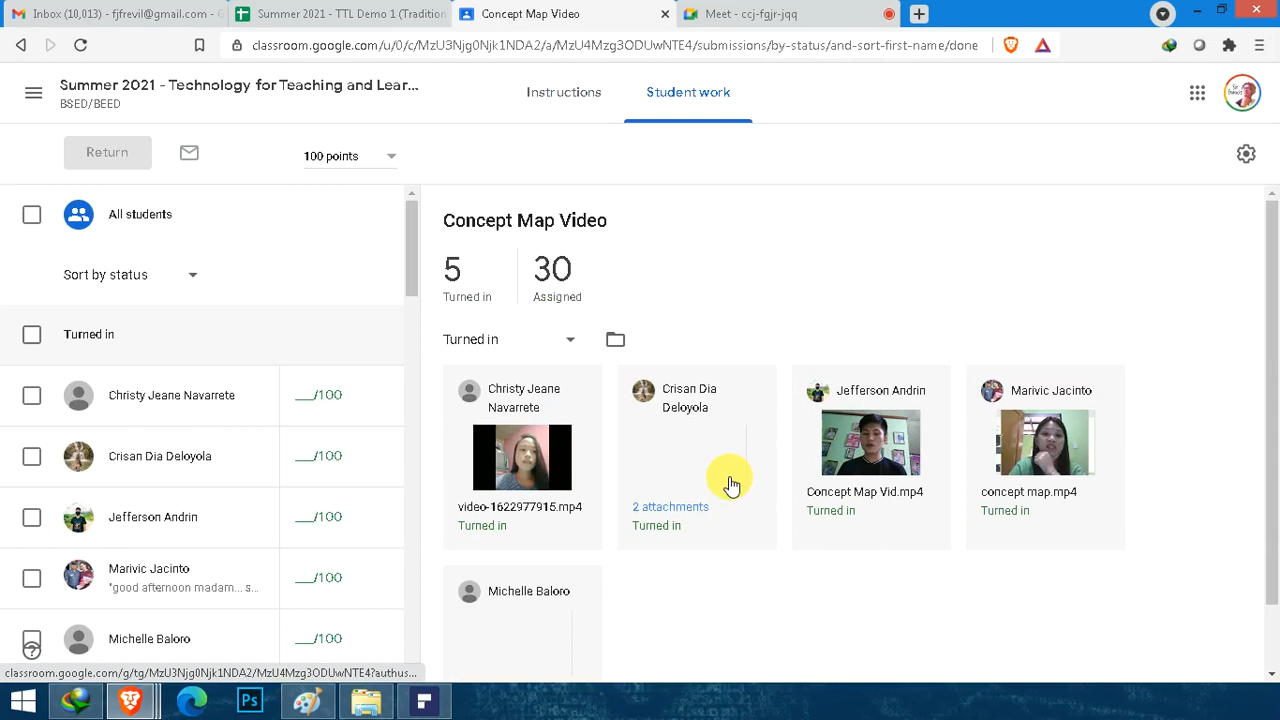 Inbox (10,013) - fjfrevil@gmail.com - G
Summer 2021 - TTL Demo 1 (Tradition
Concept Map Video
Meet - ccj-fgjr-jqq
classroom.google.com/u/0/c/MzU3Njg0Njk1NDA2/a/MzU4Mzg3ODUwNTE4/submissions/by-status/and-sort-first-name/done
Summer 2021 - Technology for Teaching and Lear...
BSED/BEED
Instructions
Student work
Return
100 points
All students
Sort by status
Turned in
Christy Jeane Navarrete
___/100
Crisan Dia Deloyola
___/100
Jefferson Andrin
___/100
Marivic Jacinto
"good afternoon madam... s...
___/100
Michelle Baloro
___/100
Concept Map Video
5
Turned in
30
Assigned
Turned in
Christy Jeane
Navarrete
video-1622977915.mp4
Turned in
Crisan Dia
Deloyola
2 attachments
Turned in
Jefferson Andrin
Concept Map Vid.mp4
Turned in
Marivic Jacinto
concept map.mp4
Turned in
Michelle Baloro
classroom.google.com/g/tg/MzU3Njg0Njk1NDA2/MzU4Mzg3ODUwNTE4?authus...
Ps